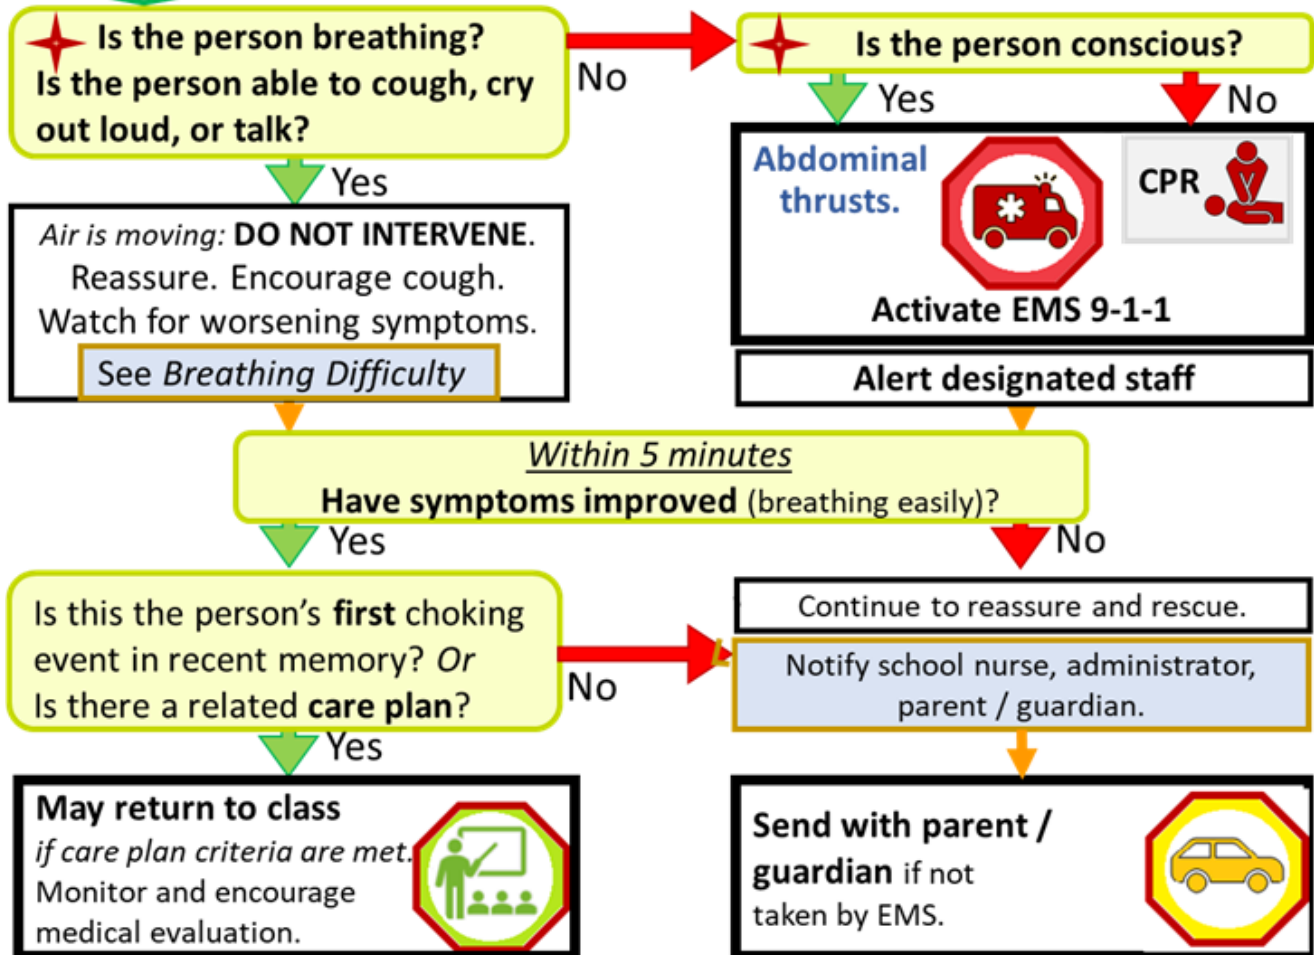 Is the person breathing?
Is the person able to cough, cry
out loud, or talk?
No
Is the person conscious?
Yes
No
Yes
Air is moving: DO NOT INTERVENE.
Reassure. Encourage cough.
Watch for worsening symptoms.
See Breathing Difficulty
Abdominal
thrusts.
CPR
Activate EMS 9-1-1
Alert designated staff
Within 5 minutes
Have symptoms improved (breathing easily)?
Yes
No
Is this the person's first choking
event in recent memory? Or
Is there a related care plan?
No
Yes
Continue to reassure and rescue.
Notify school nurse, administrator,
parent / guardian.
May return to class
if care plan criteria are met.
Monitor and encourage
medical evaluation.
Send with parent /
guardian if not
taken by EMS.